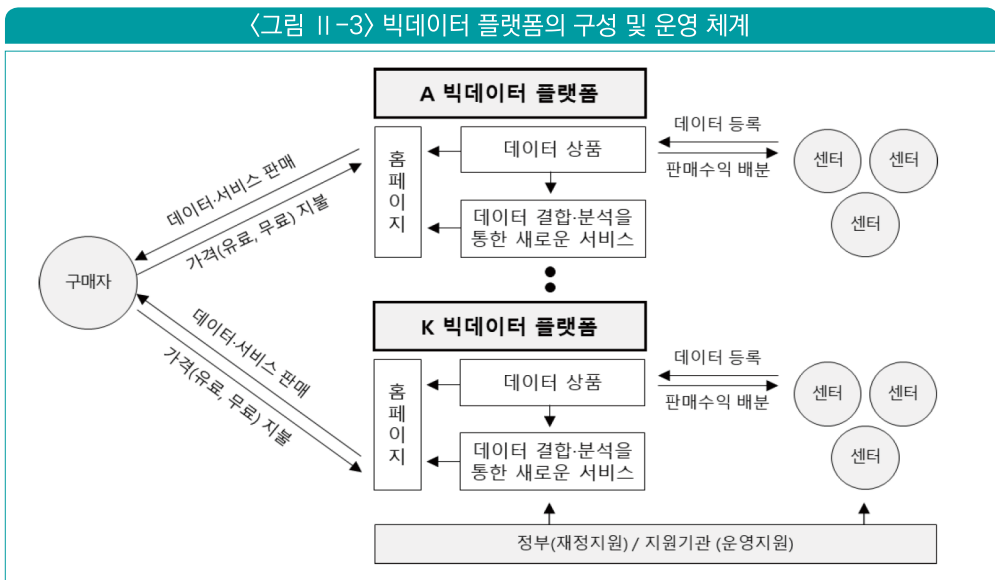 〈그림 Ⅱ-3〉 빅데이터 플랫폼의 구성 및 운영 체계
A 빅데이터 플랫폼
홈페이지
데이터 상품
데이터 결합·분석을
통한 새로운 서비스
데이터 등록
판매수익 배분
센터
센터
센터
데이터·서비스 판매
가격(유료, 무료) 지불
구매자
데이터·서비스 판매
가격(유료, 무료) 지불
K 빅데이터 플랫폼
홈페이지
데이터 상품
데이터 결합·분석을
통한 새로운 서비스
데이터 등록
판매수익 배분
센터
센터
센터
정부(재정지원) / 지원기관 (운영지원)